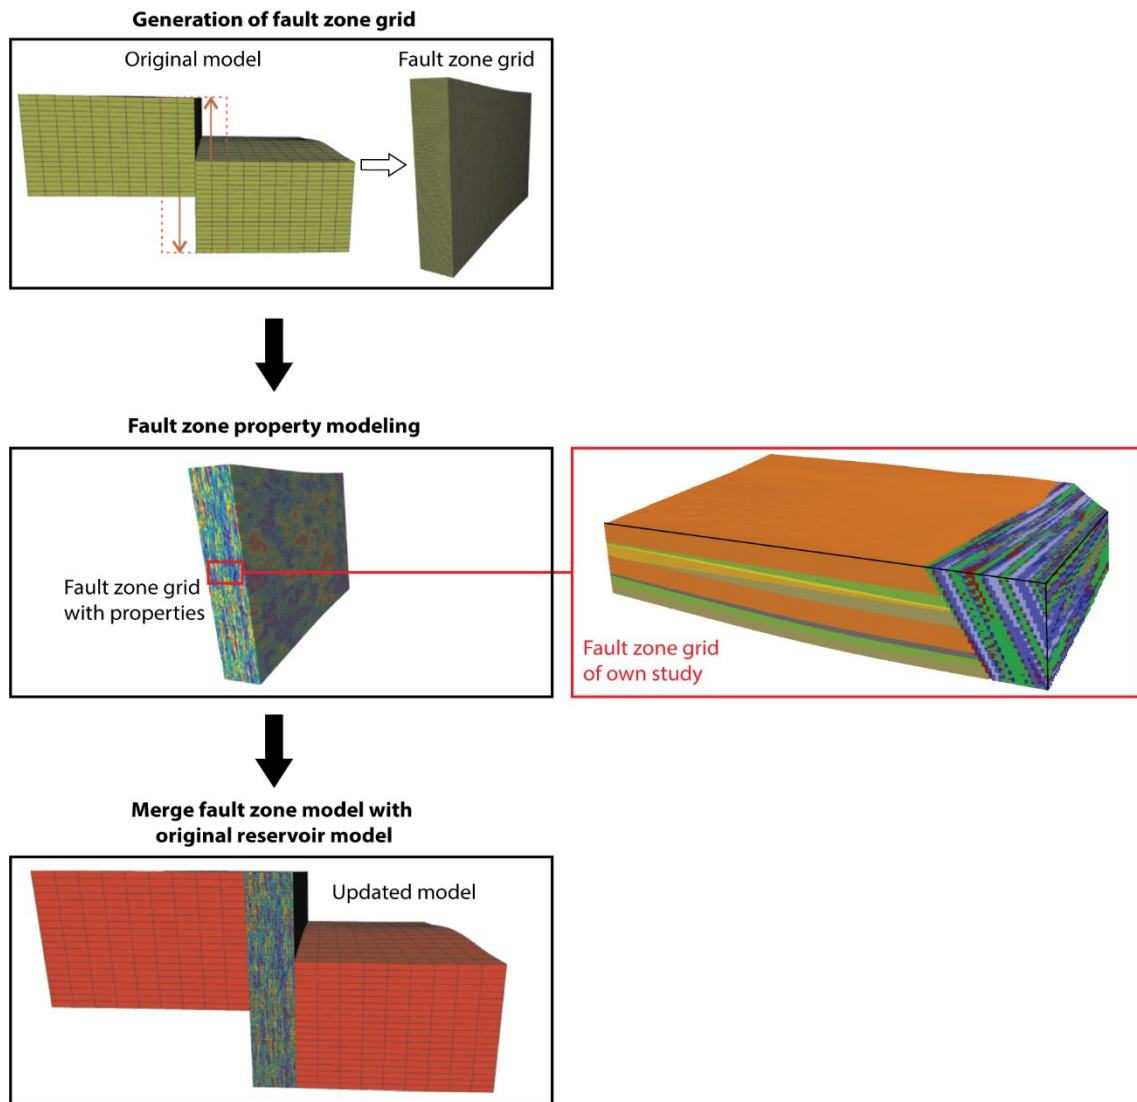 Generation of fault zone grid
Original model
Fault zone grid
Fault zone property modeling
Fault zone grid
with properties
Fault zone grid
of own study
Merge fault zone model with
original reservoir model
Updated model